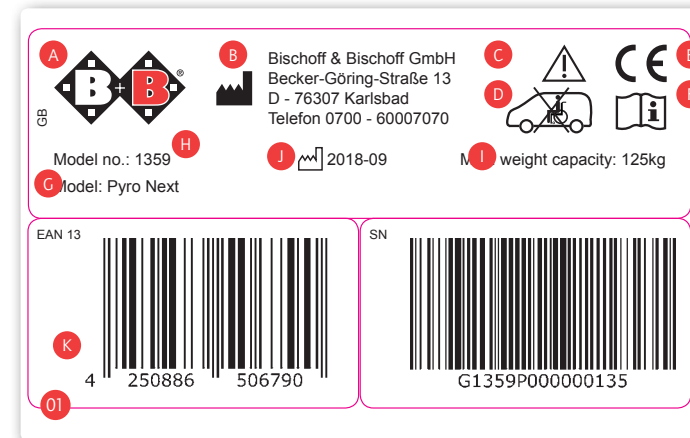 A
B + B ®
GB
B
Bischoff & Bischoff GmbH
Becker-Göring-Straße 13
D - 76307 Karlsbad
Telefon 0700 - 60007070
C
CE
D
i
H
Model no.: 1359
J
2018-09
I
weight capacity: 125kg
G
Model: Pyro Next
EAN 13
K
4 250886 506790
01
SN
G1359P000000135